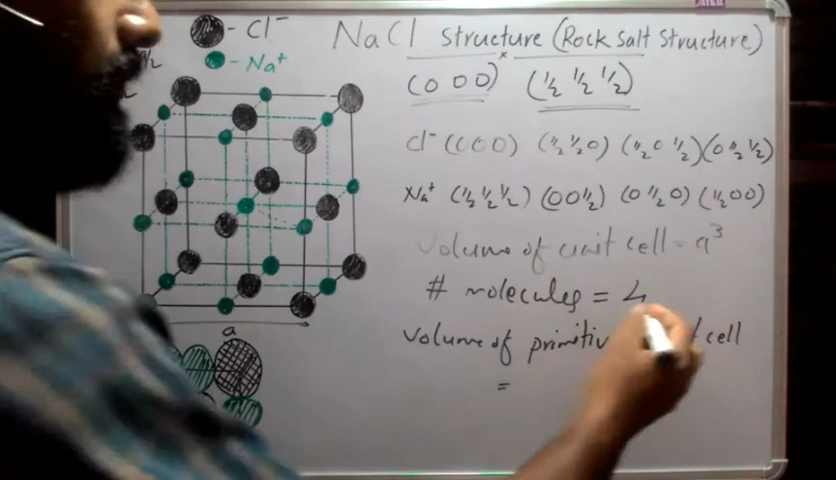 - Cl⁻
- Na⁺
NaCl Structure (Rock salt structure)
(0 0 0) (½ ½ ½)
Cl⁻ (0 0 0) (½ ½ 0) (½ 0 ½) (0 ½ ½)
Na⁺ (½ ½ ½) (0 0 ½) (0 ½ 0) (½ 0 0)
Volume of unit cell = a³
# molecules = 4
Volume of cell
=
a